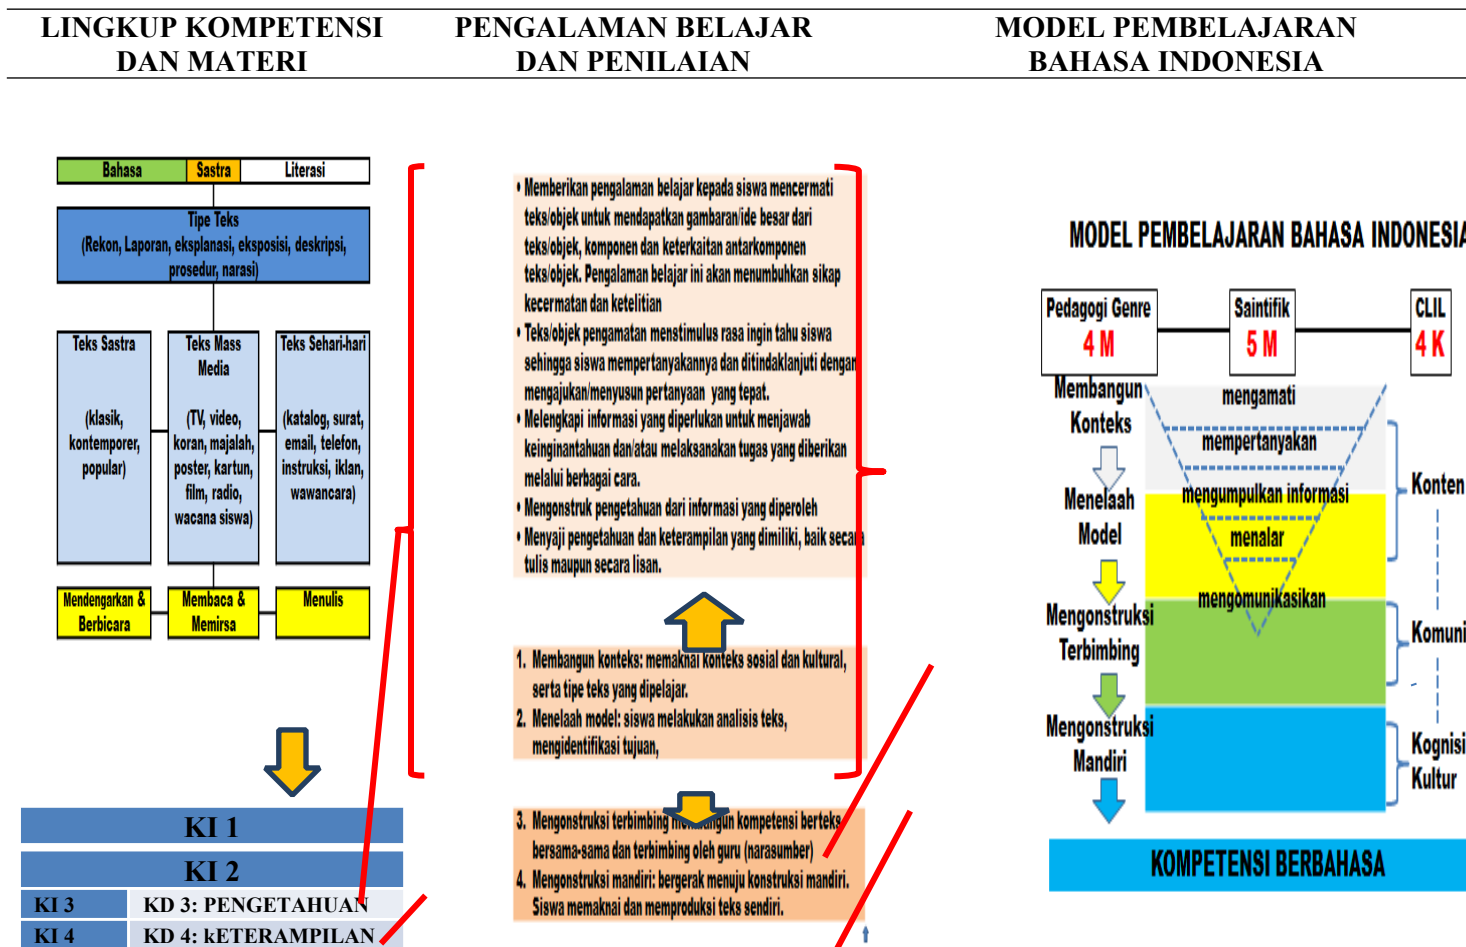 LINGKUP KOMPETENSI
DAN MATERI
PENGALAMAN BELAJAR
DAN PENILAIAN
MODEL PEMBELAJARAN
BAHASA INDONESIA
Bahasa
Sastra
Literasi
Tipe Teks
(Rekon, Laporan, eksplanasi, eksposisi, deskripsi,
prosedur, narasi)
Teks Sastra
(klasik,
kontemporer,
popular)
Teks Mass
Media
(TV, video,
koran, majalah,
poster, kartun,
film, radio,
wacana siswa)
Teks Sehari-hari
(katalog, surat,
email, telefon,
instruksi, iklan,
wawancara)
Mendengarkan &
Berbicara
Membaca &
Memirsa
Menulis
KI 1
KI 2
KI 3
KD 3: PENGETAHUAN
KI 4
KD 4: kETERAMPILAN
• Memberikan pengalaman belajar kepada siswa mencermati
teks/objek untuk mendapatkan gambaran/ide besar dari
teks/objek, komponen dan keterkaitan antarkomponen
teks/objek. Pengalaman belajar ini akan menumbuhkan sikap
kecermatan dan ketelitian
• Teks/objek pengamatan menstimulus rasa ingin tahu siswa
sehingga siswa mempertanyakannya dan ditindaklanjuti dengan
mengajukan/menyusun pertanyaan yang tepat.
• Melengkapi informasi yang diperlukan untuk menjawab
keinginantahuan dan/atau melaksanakan tugas yang diberikan
melalui berbagai cara.
• Mengonstruk pengetahuan dari informasi yang diperoleh
• Menyaji pengetahuan dan keterampilan yang dimiliki, baik secara
tulis maupun secara lisan.
1. Membangun konteks: memaknai konteks sosial dan kultural,
serta tipe teks yang dipelajar.
2. Menelaah model: siswa melakukan analisis teks,
mengidentifikasi tujuan,
3. Mengonstruksi terbimbing kompetensi berteks
bersama-sama dan terbimbing oleh guru (narasumber)
4. Mengonstruksi mandiri: bergerak menuju konstruksi mandiri.
Siswa memaknai dan memproduksi teks sendiri.
MODEL PEMBELAJARAN BAHASA INDONESIA
Pedagogi Genre
4 M
Saintifik
5 M
CLIL
4 K
Membangun
Konteks
Menelaah
Model
Mengonstruksi
Terbimbing
Mengonstruksi
Mandiri
mengamati
mempertanyakan
mengumpulkan informasi
menalar
mengomunikasikan
Konten
Komuni
Kognisi
Kultur
KOMPETENSI BERBAHASA